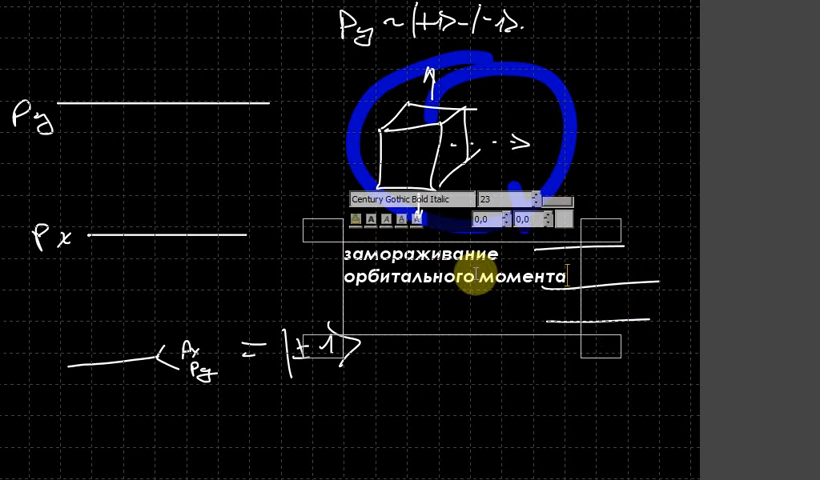 Py ~ |+1> - |-1>.
Py
Century Gothic Bold Italic 23
A A A A 0,0 0,0
Px
замораживание
орбитального момента
Px
Py = |±1>